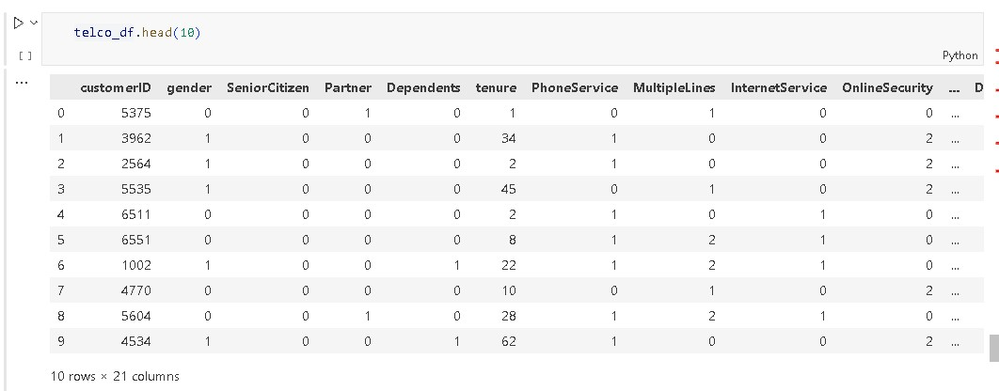 telco_df.head(10)
[ ]
Python
...
customerID gender SeniorCitizen Partner Dependents tenure PhoneService MultipleLines InternetService OnlineSecurity ... D
0 5375 0 0 1 0 1 0 1 0 0 ...
1 3962 1 0 0 0 34 1 0 0 2 ...
2 2564 1 0 0 0 2 1 0 0 2 ...
3 5535 1 0 0 0 45 0 1 0 2 ...
4 6511 0 0 0 0 2 1 0 1 0 ...
5 6551 0 0 0 0 8 1 2 1 0 ...
6 1002 1 0 0 1 22 1 2 1 0 ...
7 4770 0 0 0 0 10 0 1 0 2 ...
8 5604 0 0 1 0 28 1 2 1 0 ...
9 4534 1 0 0 1 62 1 0 0 2 ...
10 rows × 21 columns